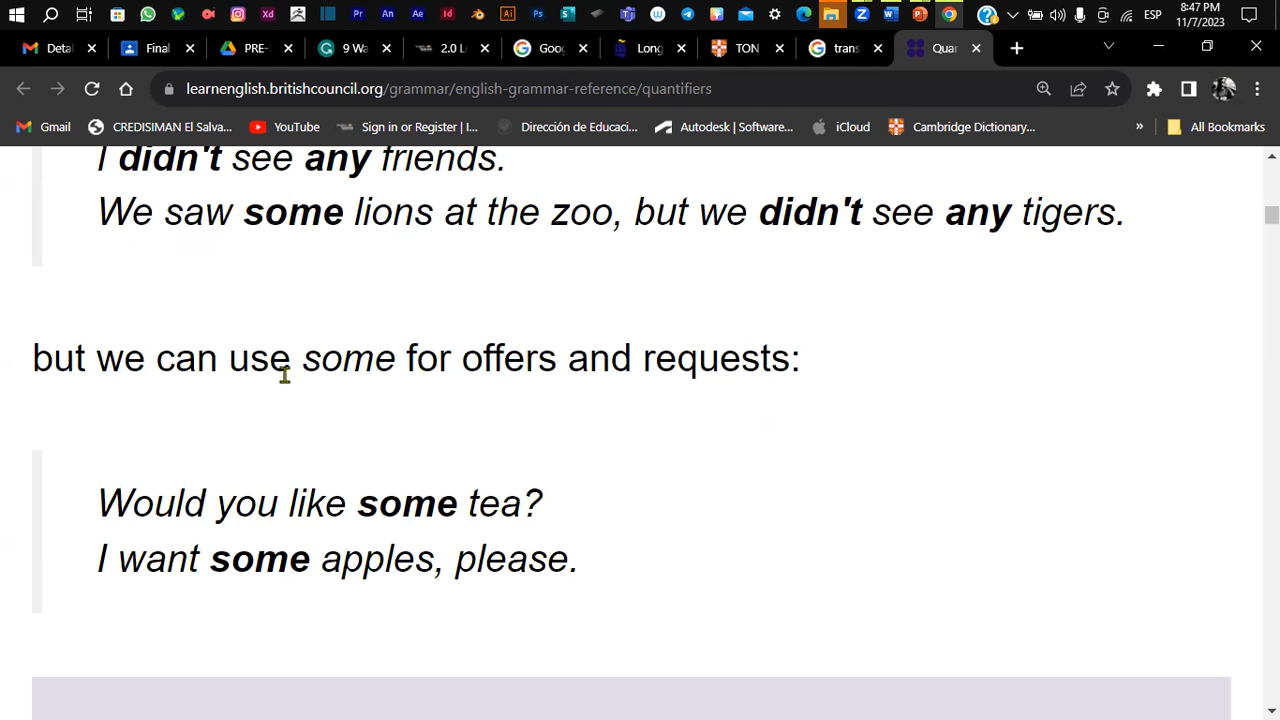 8:47 PM
ESP
11/7/2023
Detal
Final
PRE-I
9 Wa
2.0 L
Goog
Long
TON
trans
Quar
learnenglish.britishcouncil.org/grammar/english-grammar-reference/quantifiers
Gmail
CREDISIMAN El Salva...
YouTube
Sign in or Register | I...
Dirección de Educaci...
Autodesk | Software...
iCloud
Cambridge Dictionary...
»
All Bookmarks
I didn't see any friends.
We saw some lions at the zoo, but we didn't see any tigers.
but we can use some for offers and requests:
Would you like some tea?
I want some apples, please.